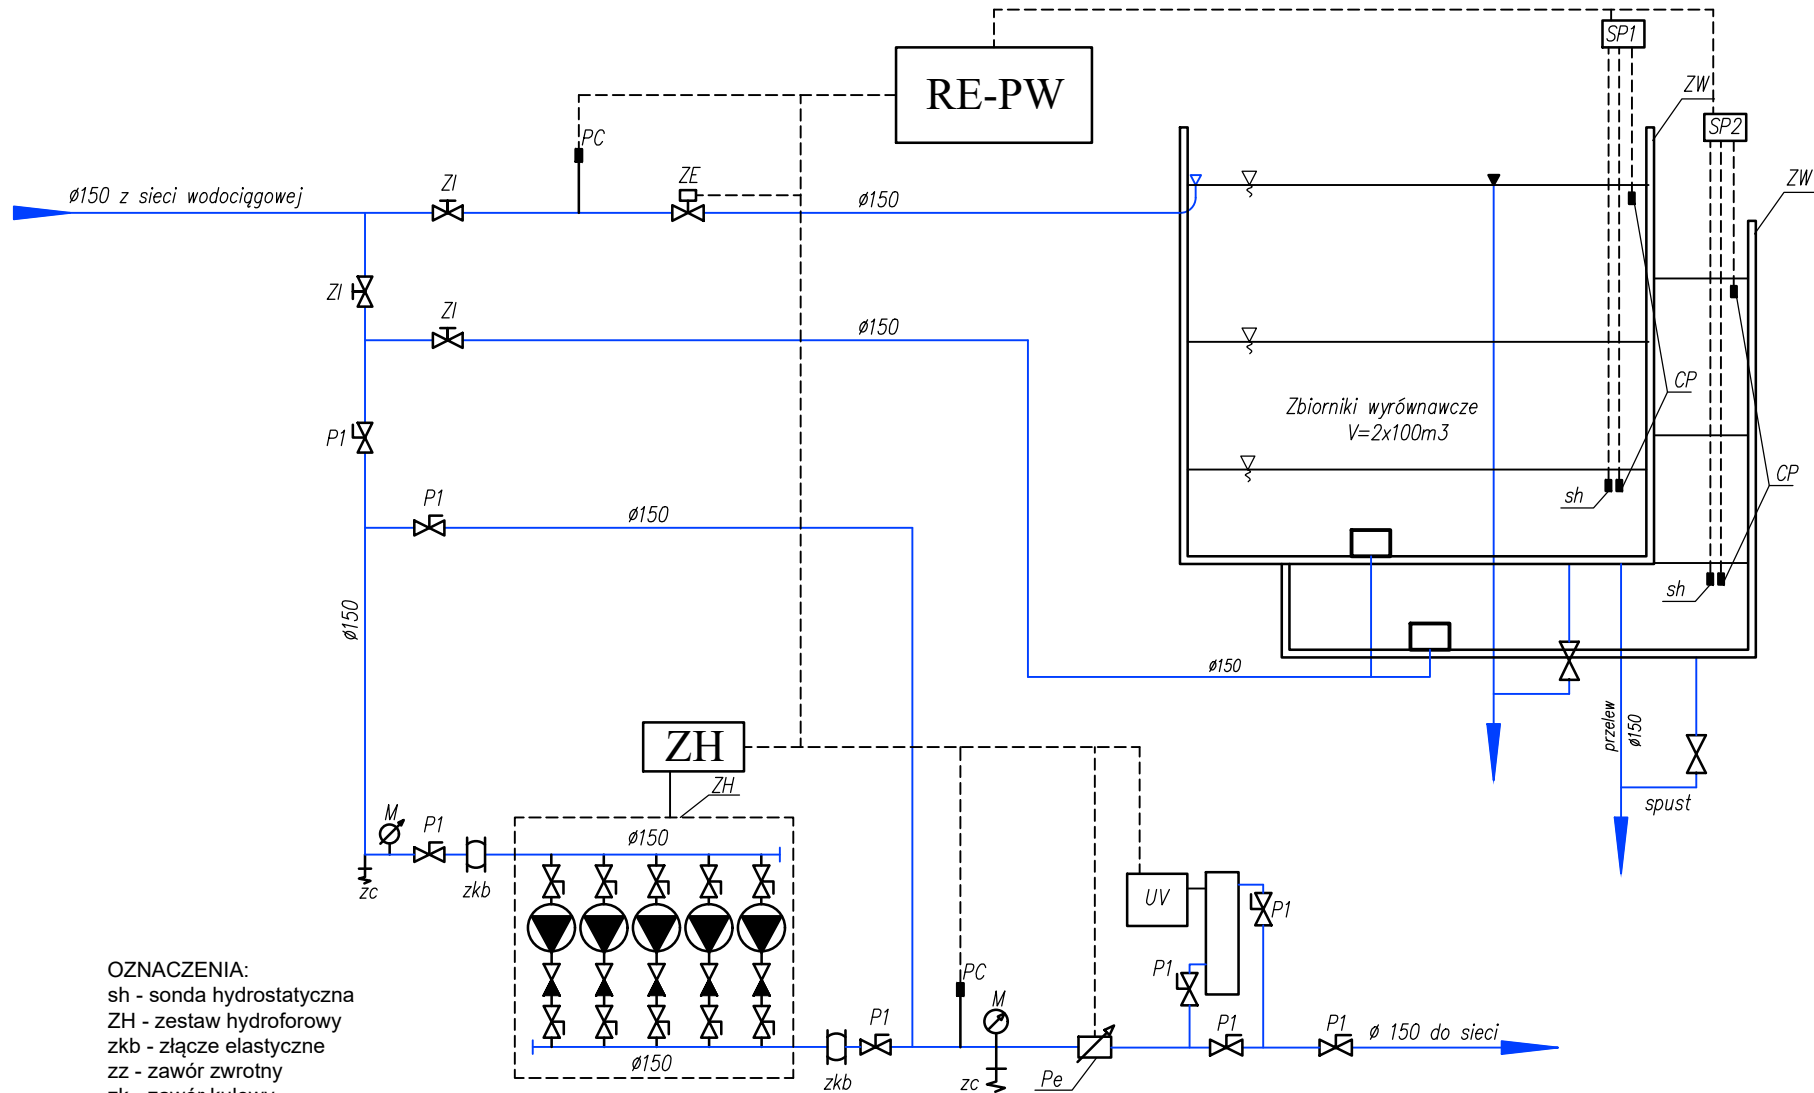 SP1
RE-PW
ZW
SP2
PC
ZE
ZI
ø150 z sieci wodociągowej
ø150
ZW
ZI
ZI
ø150
CP
Zbiorniki wyrównawcze
V=2x100m3
P1
CP
sh
P1
ø150
sh
ø150
ø150
przelew
ø150
ZH
ZH
spust
M
P1
ø150
zc
zkb
UV
P1
PC
P1
M
P1
P1
P1
ø 150 do sieci
ø150
zkb
zc
Pe
OZNACZENIA:
sh - sonda hydrostatyczna
ZH - zestaw hydroforowy
zkb - złącze elastyczne
zz - zawór zwrotny